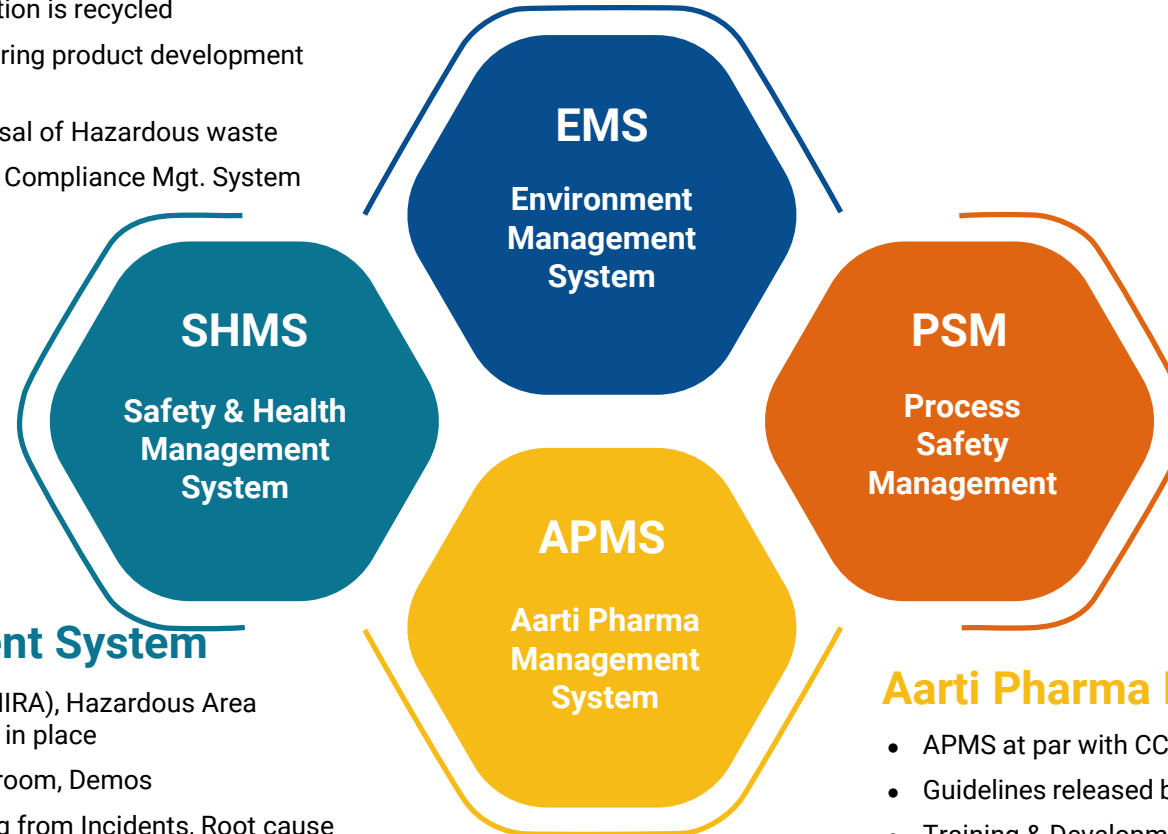 tion is recycled
ring product development
sal of Hazardous waste
Compliance Mgt. System
EMS
Environment
Management
System
SHMS
Safety & Health
Management
System
PSM
Process
Safety
Management
APMS
Aarti Pharma
Management
System
nt System
IRA), Hazardous Area
in place
room, Demos
g from Incidents, Root cause
Aarti Pharma
• APMS at par with CC
• Guidelines released b
• Training & Developm